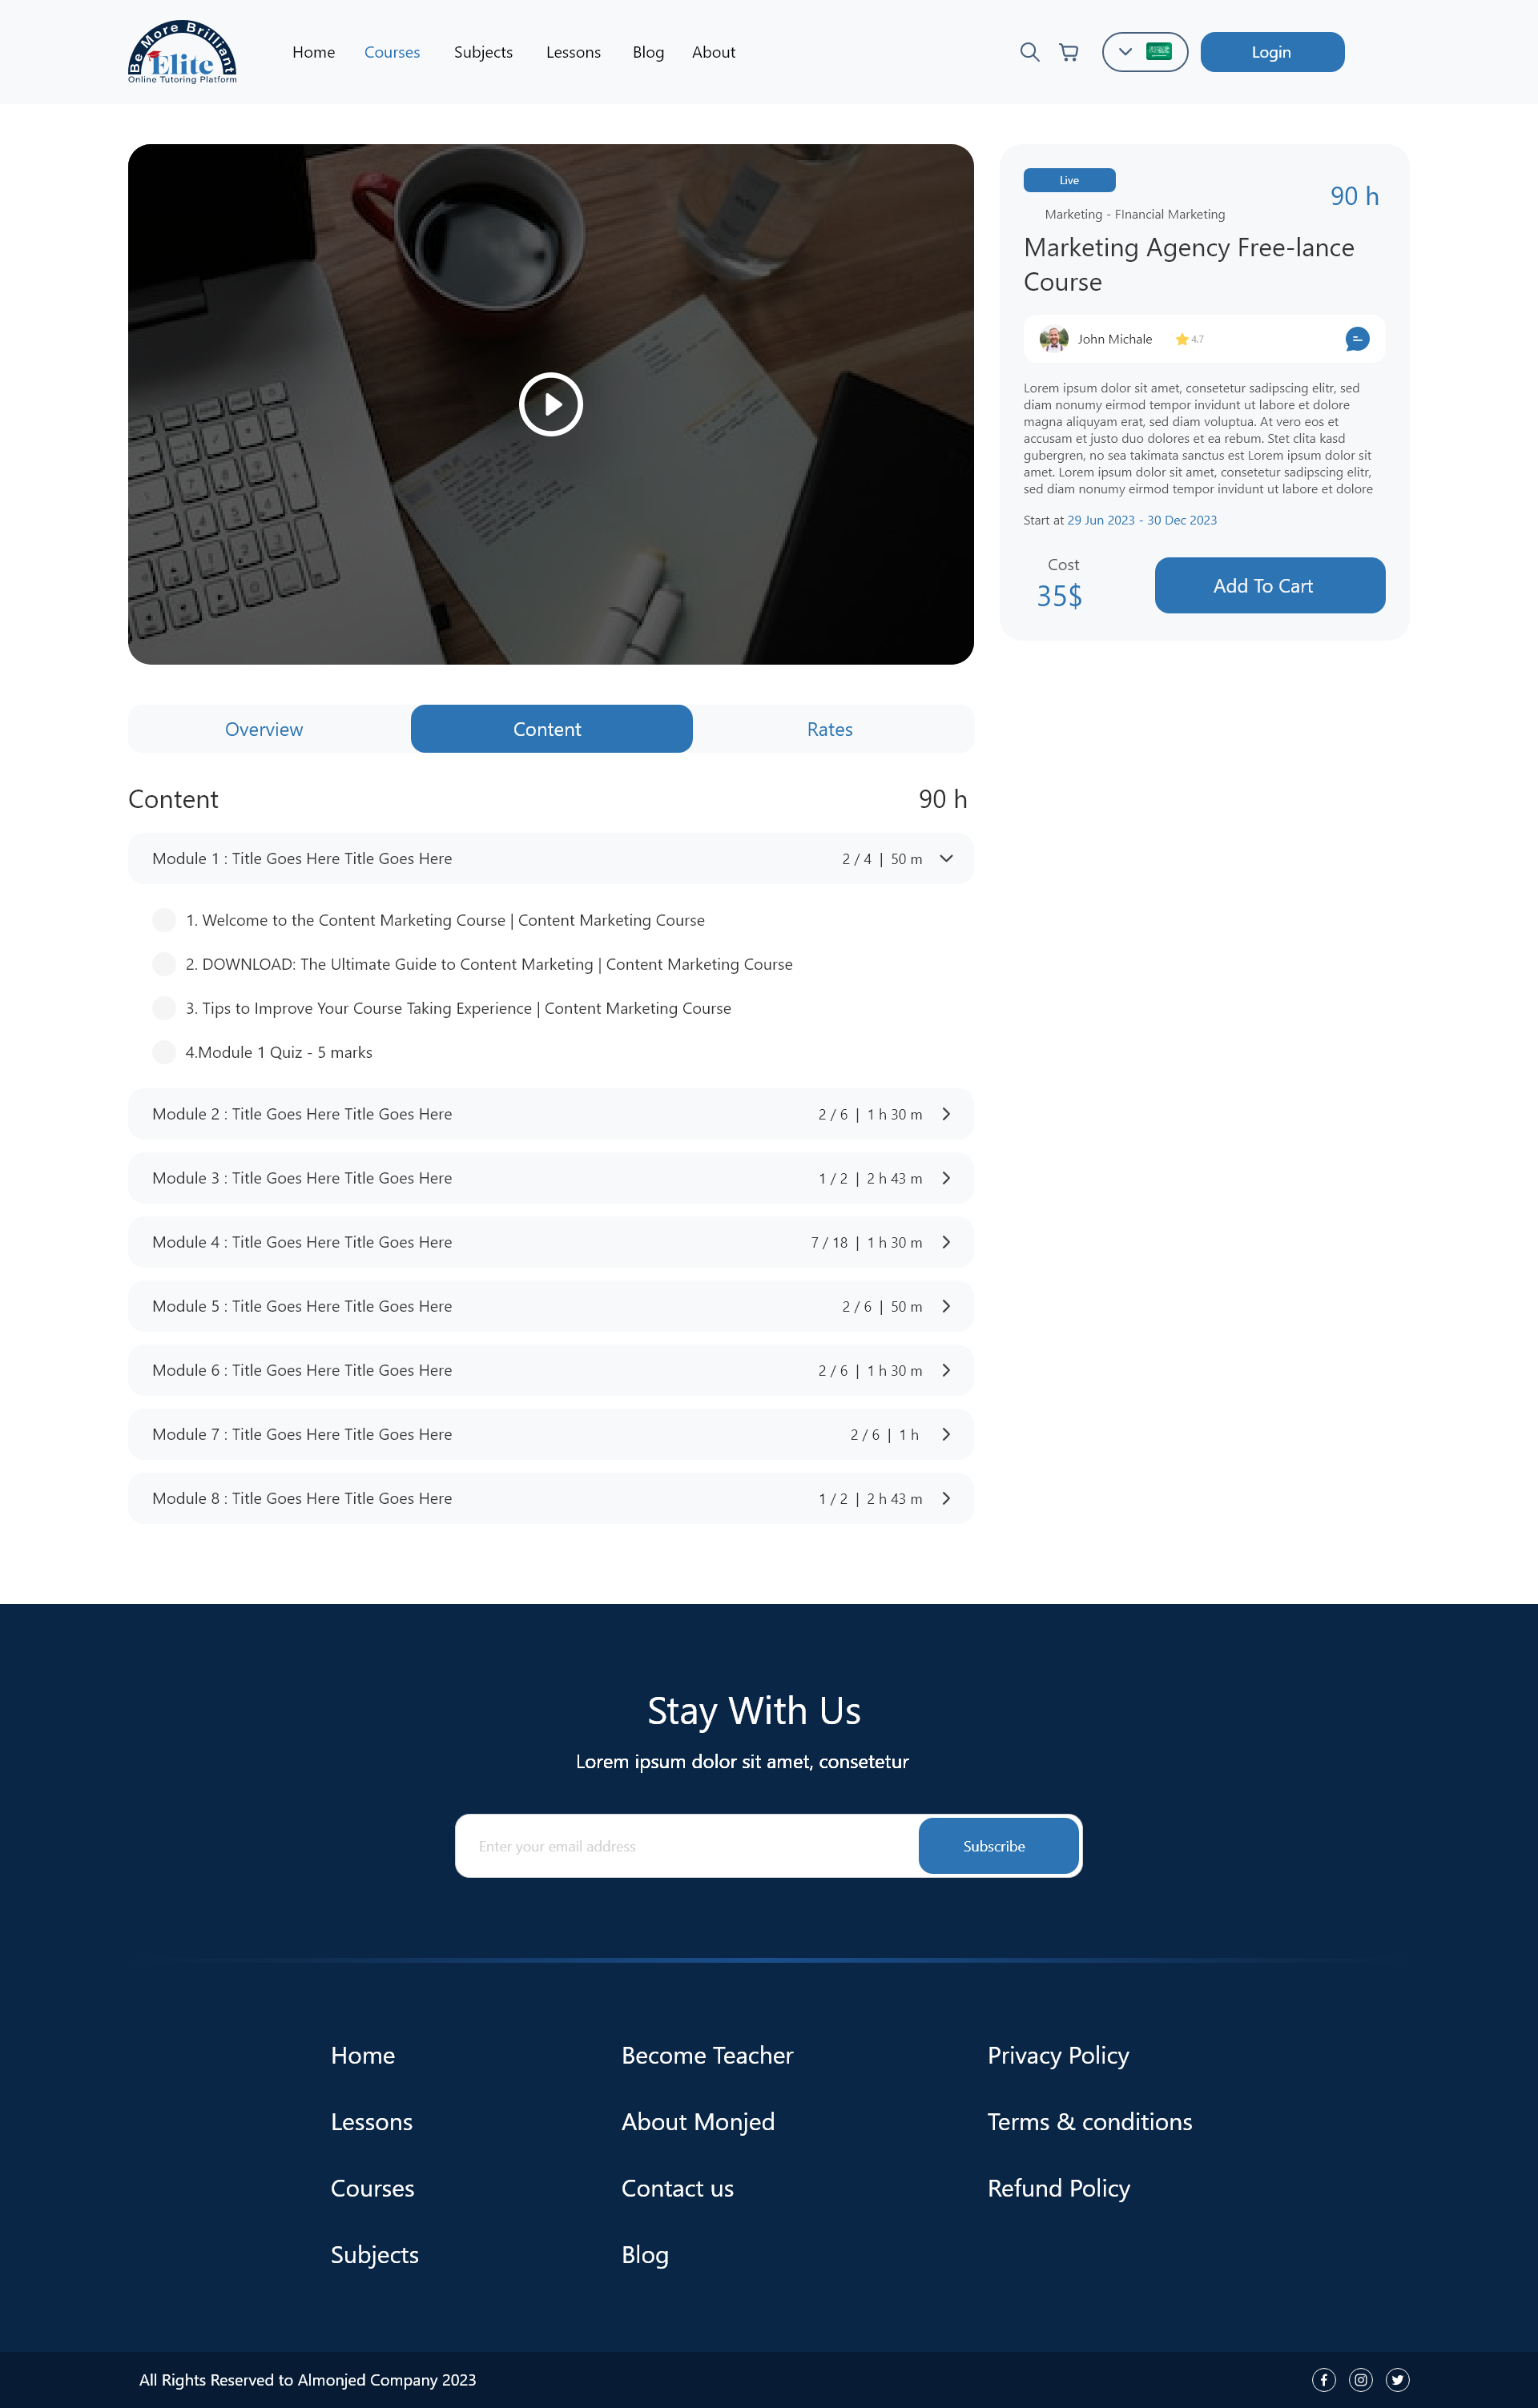 Be More Brilliant
Elite
Online Tutoring Platform
Home
Courses
Subjects
Lessons
Blog
About
Login
Live
90 h
Marketing - FInancial Marketing
Marketing Agency Free-lance
Course
John Michale
4.7
Lorem ipsum dolor sit amet, consetetur sadipscing elitr, sed
diam nonumy eirmod tempor invidunt ut labore et dolore
magna aliquyam erat, sed diam voluptua. At vero eos et
accusam et justo duo dolores et ea rebum. Stet clita kasd
gubergren, no sea takimata sanctus est Lorem ipsum dolor sit
amet. Lorem ipsum dolor sit amet, consetetur sadipscing elitr,
sed diam nonumy eirmod tempor invidunt ut labore et dolore
Start at 29 Jun 2023 - 30 Dec 2023
Cost
35$
Add To Cart
Overview
Content
Rates
Content
90 h
Module 1 : Title Goes Here Title Goes Here
2 / 4 | 50 m
1. Welcome to the Content Marketing Course | Content Marketing Course
2. DOWNLOAD: The Ultimate Guide to Content Marketing | Content Marketing Course
3. Tips to Improve Your Course Taking Experience | Content Marketing Course
4.Module 1 Quiz - 5 marks
Module 2 : Title Goes Here Title Goes Here
2 / 6 | 1 h 30 m
Module 3 : Title Goes Here Title Goes Here
1 / 2 | 2 h 43 m
Module 4 : Title Goes Here Title Goes Here
7 / 18 | 1 h 30 m
Module 5 : Title Goes Here Title Goes Here
2 / 6 | 50 m
Module 6 : Title Goes Here Title Goes Here
2 / 6 | 1 h 30 m
Module 7 : Title Goes Here Title Goes Here
2 / 6 | 1 h
Module 8 : Title Goes Here Title Goes Here
1 / 2 | 2 h 43 m
Stay With Us
Lorem ipsum dolor sit amet, consetetur
Enter your email address
Subscribe
Home
Lessons
Courses
Subjects
Become Teacher
About Monjed
Contact us
Blog
Privacy Policy
Terms & conditions
Refund Policy
All Rights Reserved to Almonjed Company 2023